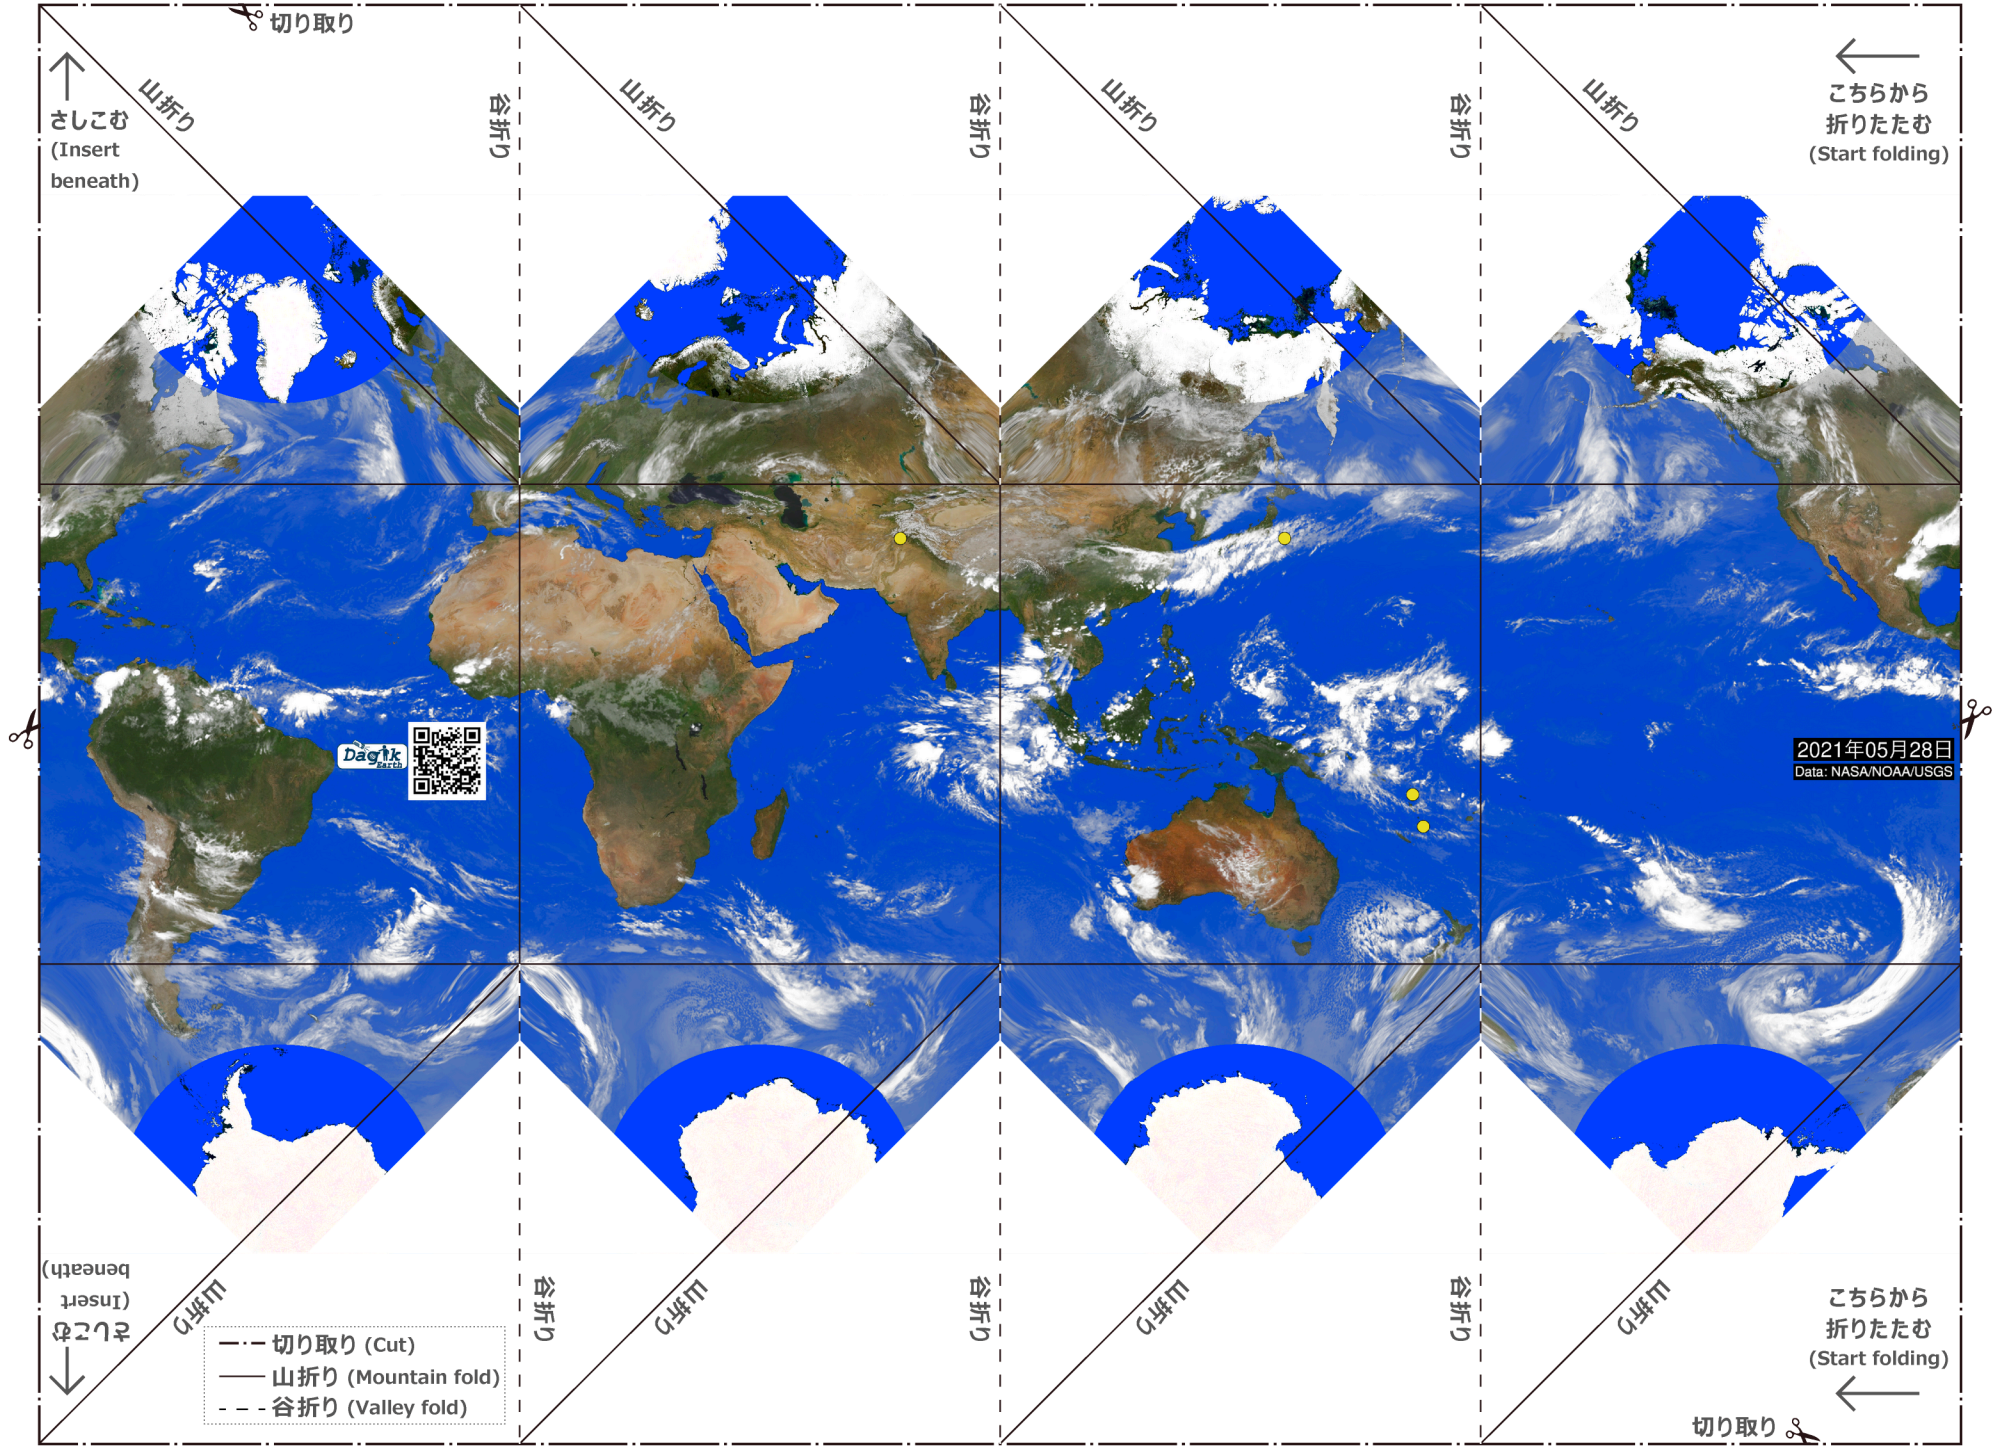 切り取り
さしこむ
(Insert
beneath)
山折り
谷折り
山折り
谷折り
山折り
谷折り
山折り
こちらから
折りたたむ
(Start folding)
Dagik
Earth
2021年05月28日
Data: NASA/NOAA/USGS
さしこむ
(Insert
beneath)
山折り
谷折り
山折り
谷折り
山折り
谷折り
山折り
こちらから
折りたたむ
(Start folding)
切り取り (Cut)
山折り (Mountain fold)
谷折り (Valley fold)
切り取り